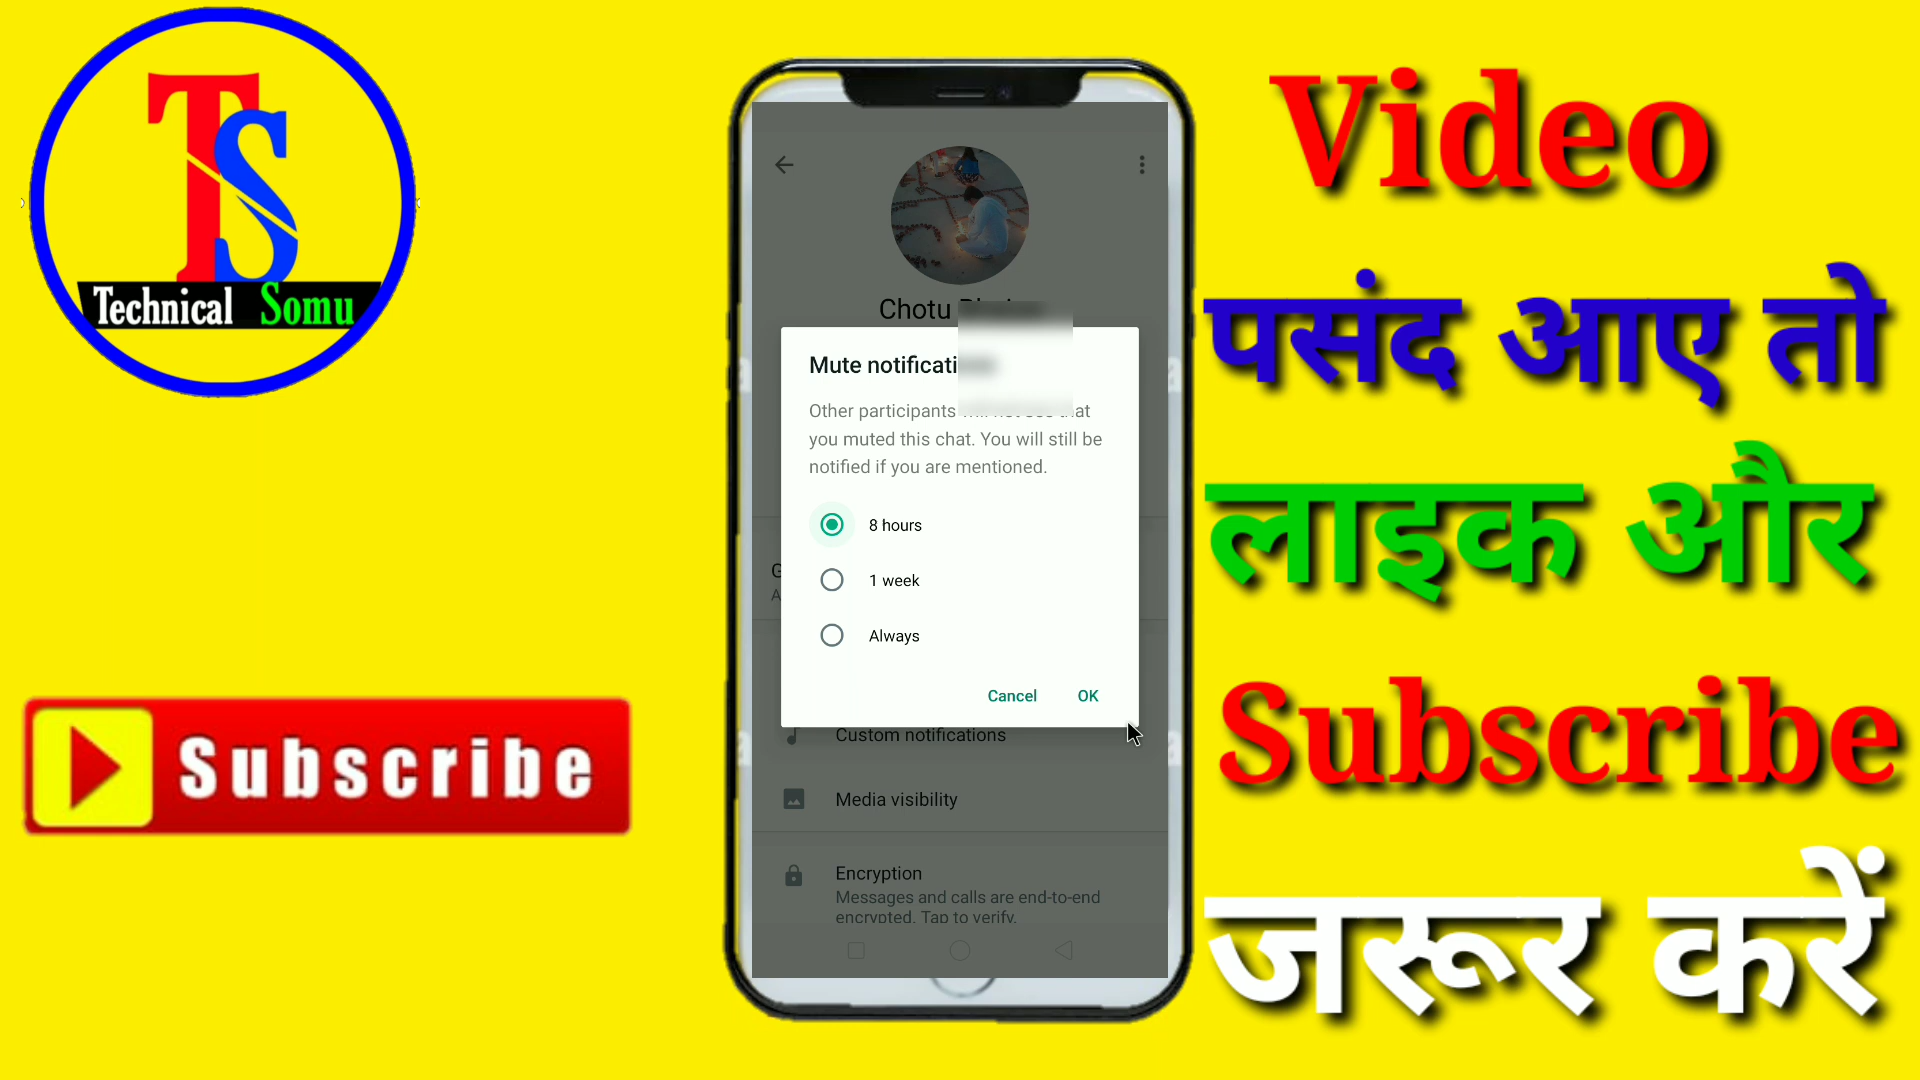 TS
Technical Somu
Subscribe
Chotu
Mute
Other participants that
you muted this chat. You will still be
notified if you are mentioned.
8 hours
1 week
Always
Cancel OK
Custom notifications
Media visibility
Encryption
Messages and calls are end-to-end
encrypted. Tap to verify.
Video
पसंद आए तो
लाइक और
Subscribe
जरूर करें